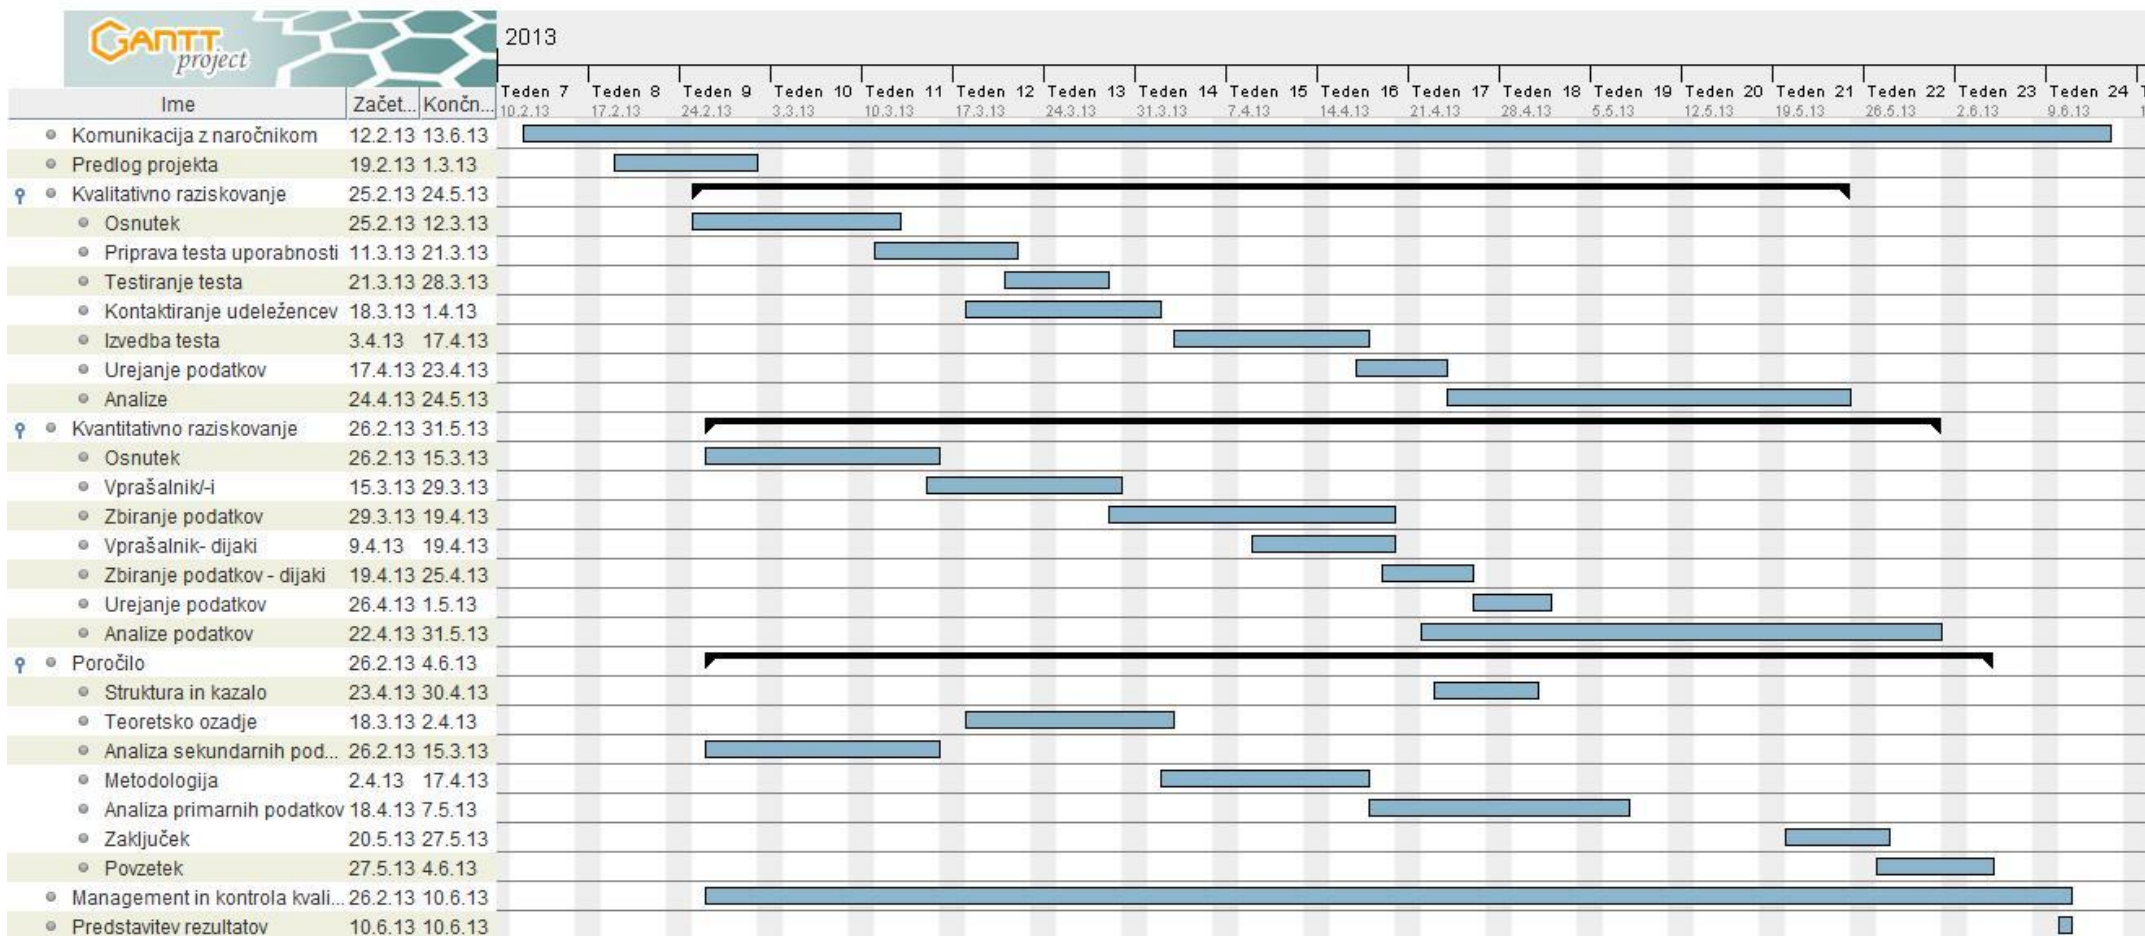 GANTT
project
2013
Teden 7 Teden 8 Teden 9 Teden 10 Teden 11 Teden 12 Teden 13 Teden 14 Teden 15 Teden 16 Teden 17 Teden 18 Teden 19 Teden 20 Teden 21 Teden 22 Teden 23 Teden 24
10.2.13 17.2.13 24.2.13 3.3.13 10.3.13 17.3.13 24.3.13 31.3.13 7.4.13 14.4.13 21.4.13 28.4.13 5.5.13 12.5.13 19.5.13 26.5.13 2.6.13 9.6.13
Ime Začet... Končn...
Komunikacija z naročnikom 12.2.13 13.6.13
Predlog projekta 19.2.13 1.3.13
Kvalitativno raziskovanje 25.2.13 24.5.13
Osnutek 25.2.13 12.3.13
Priprava testa uporabnosti 11.3.13 21.3.13
Testiranje testa 21.3.13 28.3.13
Kontaktiranje udeležencev 18.3.13 1.4.13
Izvedba testa 3.4.13 17.4.13
Urejanje podatkov 17.4.13 23.4.13
Analize 24.4.13 24.5.13
Kvantitativno raziskovanje 26.2.13 31.5.13
Osnutek 26.2.13 15.3.13
Vprašalnik/-i 15.3.13 29.3.13
Zbiranje podatkov 29.3.13 19.4.13
Vprašalnik- dijaki 9.4.13 19.4.13
Zbiranje podatkov - dijaki 19.4.13 25.4.13
Urejanje podatkov 26.4.13 1.5.13
Analize podatkov 22.4.13 31.5.13
Poročilo 26.2.13 4.6.13
Struktura in kazalo 23.4.13 30.4.13
Teoretsko ozadje 18.3.13 2.4.13
Analiza sekundarnih pod... 26.2.13 15.3.13
Metodologija 2.4.13 17.4.13
Analiza primarnih podatkov 18.4.13 7.5.13
Zaključek 20.5.13 27.5.13
Povzetek 27.5.13 4.6.13
Management in kontrola kvali... 26.2.13 10.6.13
Predstavitev rezultatov 10.6.13 10.6.13